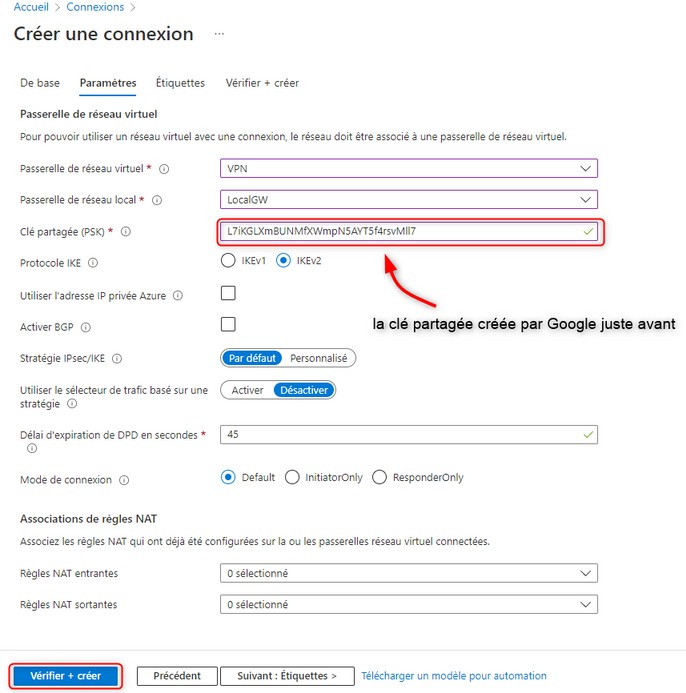 Accueil > Connexions >
Créer une connexion ...
De base Paramètres Étiquettes Vérifier + créer
Passerelle de réseau virtuel
Pour pouvoir utiliser un réseau virtuel avec une connexion, le réseau doit être associé à une passerelle de réseau virtuel.
Passerelle de réseau virtuel * VPN
Passerelle de réseau local * LocalGW
Clé partagée (PSK) * L7iKGLXmBUNMfXWmpN5AYT5f4rsvMll7
Protocole IKE IKEv1 IKEv2
Utiliser l'adresse IP privée Azure
la clé partagée créée par Google juste avant
Activer BGP
Stratégie IPsec/IKE Par défaut Personnalisé
Utiliser le sélecteur de trafic basé sur une
stratégie Activer Désactiver
Délai d'expiration de DPD en secondes * 45
Mode de connexion Default InitiatorOnly ResponderOnly
Associations de règles NAT
Associez les règles NAT qui ont déjà été configurées sur la ou les passerelles réseau virtuel connectées.
Règles NAT entrantes 0 sélectionné
Règles NAT sortantes 0 sélectionné
Vérifier + créer Précédent Suivant : Étiquettes > Télécharger un modèle pour automation